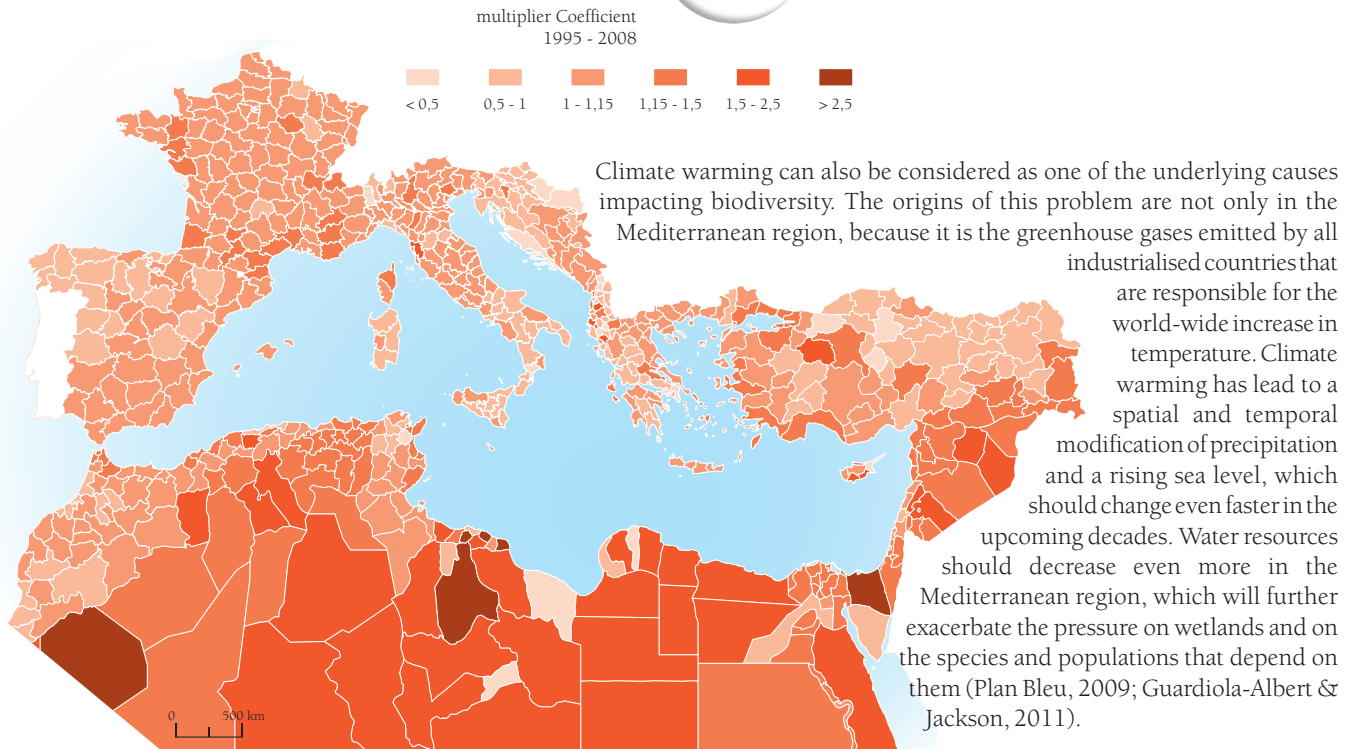 multiplier Coefficient
1995 - 2008
< 0,5 0,5 - 1 1 - 1,15 1,15 - 1,5 1,5 - 2,5 > 2,5
Climate warming can also be considered as one of the underlying causes
impacting biodiversity. The origins of this problem are not only in the
Mediterranean region, because it is the greenhouse gases emitted by all
industrialised countries that
are responsible for the
world-wide increase in
temperature. Climate
warming has lead to a
spatial and temporal
modification of precipitation
and a rising sea level, which
should change even faster in the
upcoming decades. Water resources
should decrease even more in the
Mediterranean region, which will further
exacerbate the pressure on wetlands and on
the species and populations that depend on
them (Plan Bleu, 2009; Guardiola-Albert &
Jackson, 2011).
0 500 km